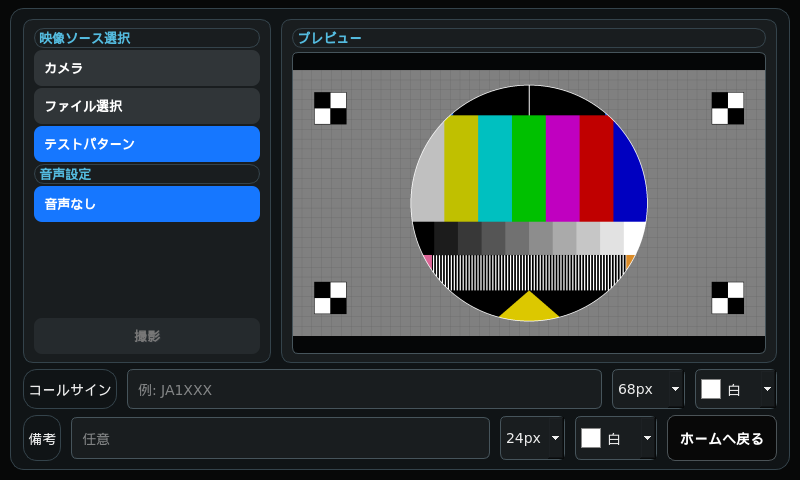 映像ソース選択
カメラ
ファイル選択
テストパターン
音声設定
音声なし
撮影
プレビュー
コールサイン
例: JA1XXX
68px
白
備考
任意
24px
白
ホームへ戻る